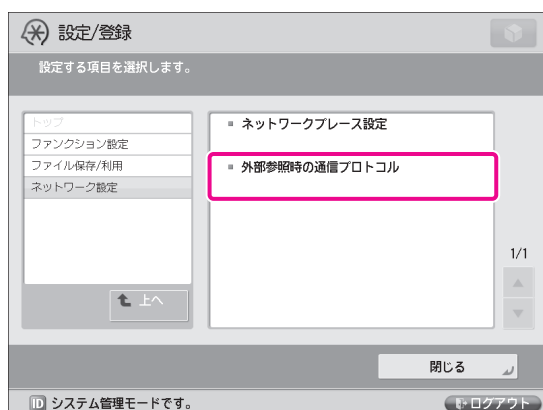 設定/登録
設定する項目を選択します。
トップ
ファンクション設定
ファイル保存/利用
ネットワーク設定
上へ
ネットワークプレース設定
外部参照時の通信プロトコル
1/1
閉じる
ID システム管理モードです。
ログアウト